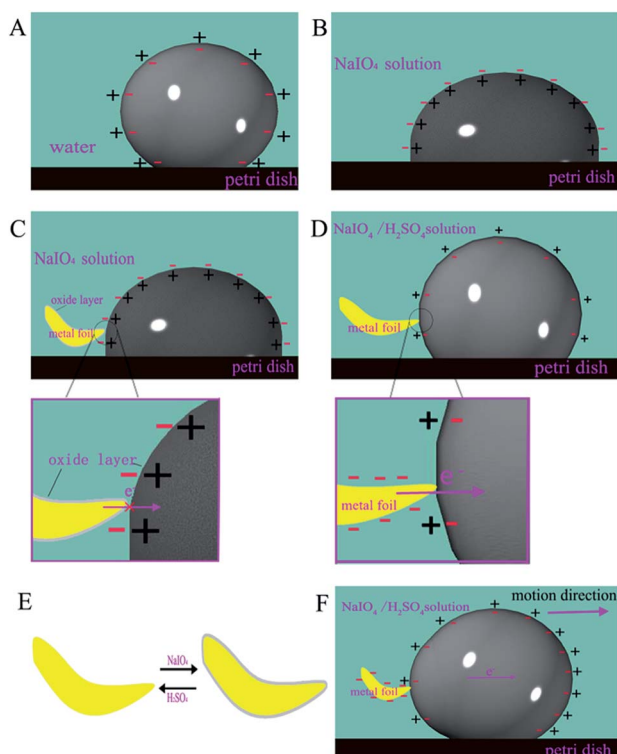 A
water
petri dish
B
NaIO₄ solution
petri dish
C
NaIO₄ solution
oxide layer
metal foil
petri dish
D
NaIO₄ /H₂SO₄solution
metal foil
petri dish
oxide layer
e⁻
e⁻
metal foil
E
NaIO₄
H₂SO₄
F
motion direction
NaIO₄ /H₂SO₄solution
e⁻
metal foil
petri dish